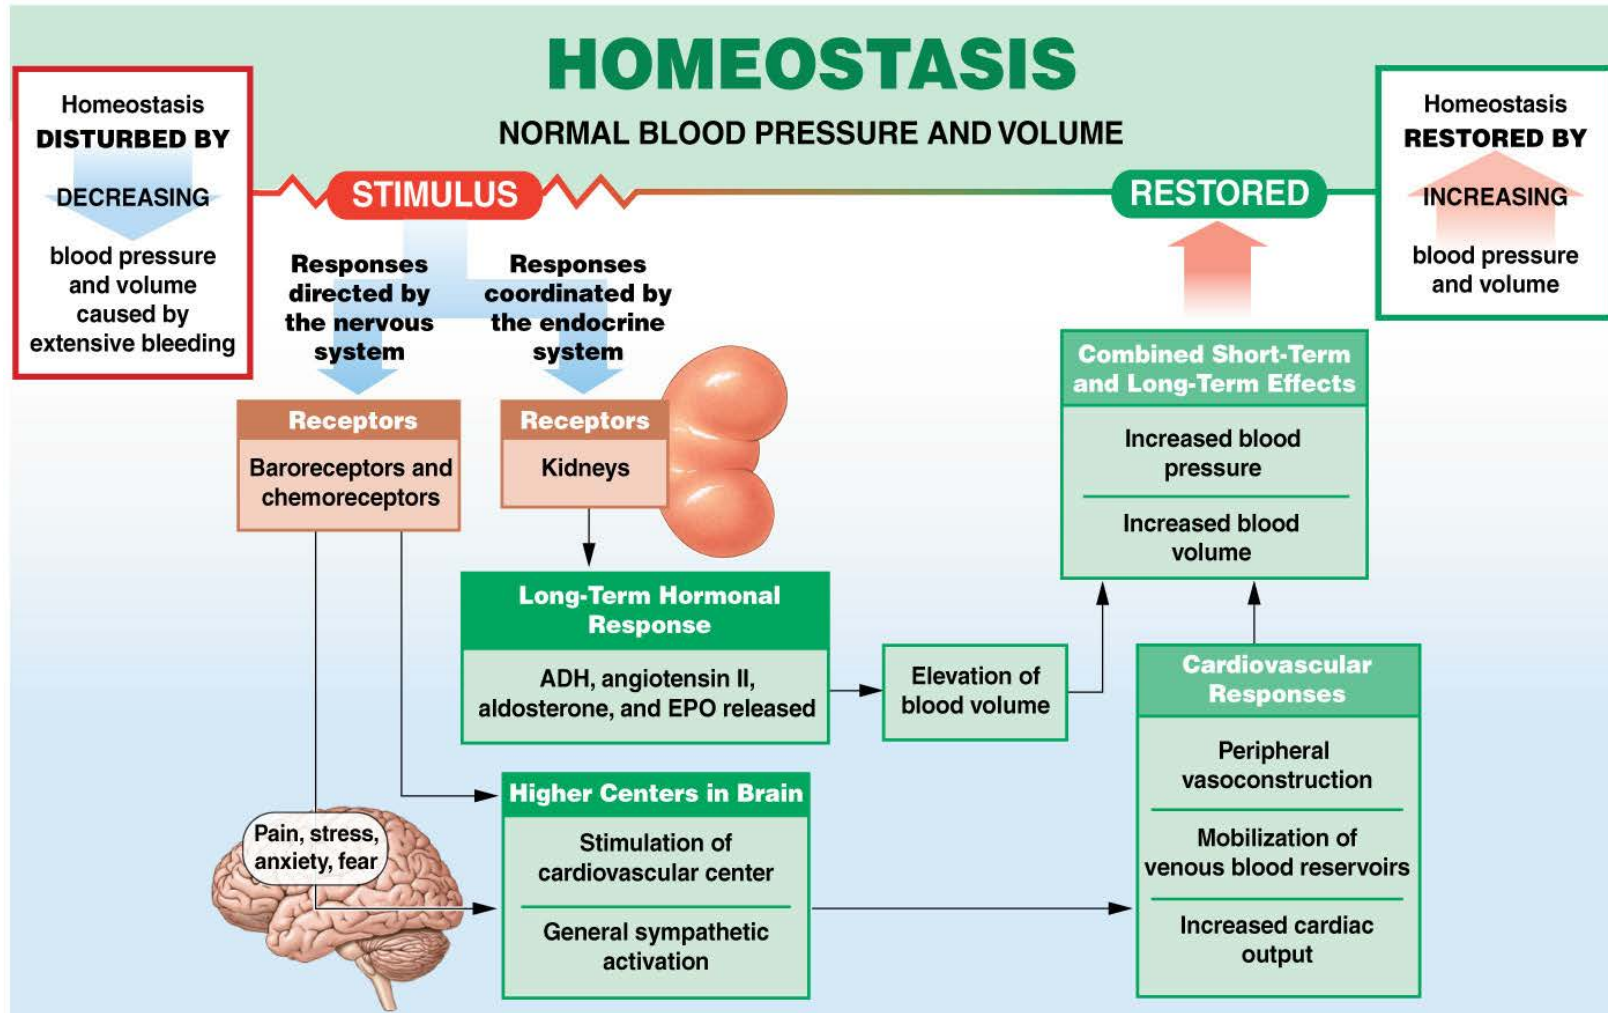 HOMEOSTASIS
NORMAL BLOOD PRESSURE AND VOLUME
Homeostasis
DISTURBED BY
DECREASING
blood pressure
and volume
caused by
extensive bleeding
STIMULUS
RESTORED
Homeostasis
RESTORED BY
INCREASING
blood pressure
and volume
Responses
directed by
the nervous
system
Responses
coordinated by
the endocrine
system
Receptors
Baroreceptors and
chemoreceptors
Receptors
Kidneys
Combined Short-Term
and Long-Term Effects
Increased blood
pressure
Increased blood
volume
Long-Term Hormonal
Response
ADH, angiotensin II,
aldosterone, and EPO released
Elevation of
blood volume
Cardiovascular
Responses
Peripheral
vasoconstruction
Mobilization of
venous blood reservoirs
Increased cardiac
output
Higher Centers in Brain
Stimulation of
cardiovascular center
General sympathetic
activation
Pain, stress,
anxiety, fear